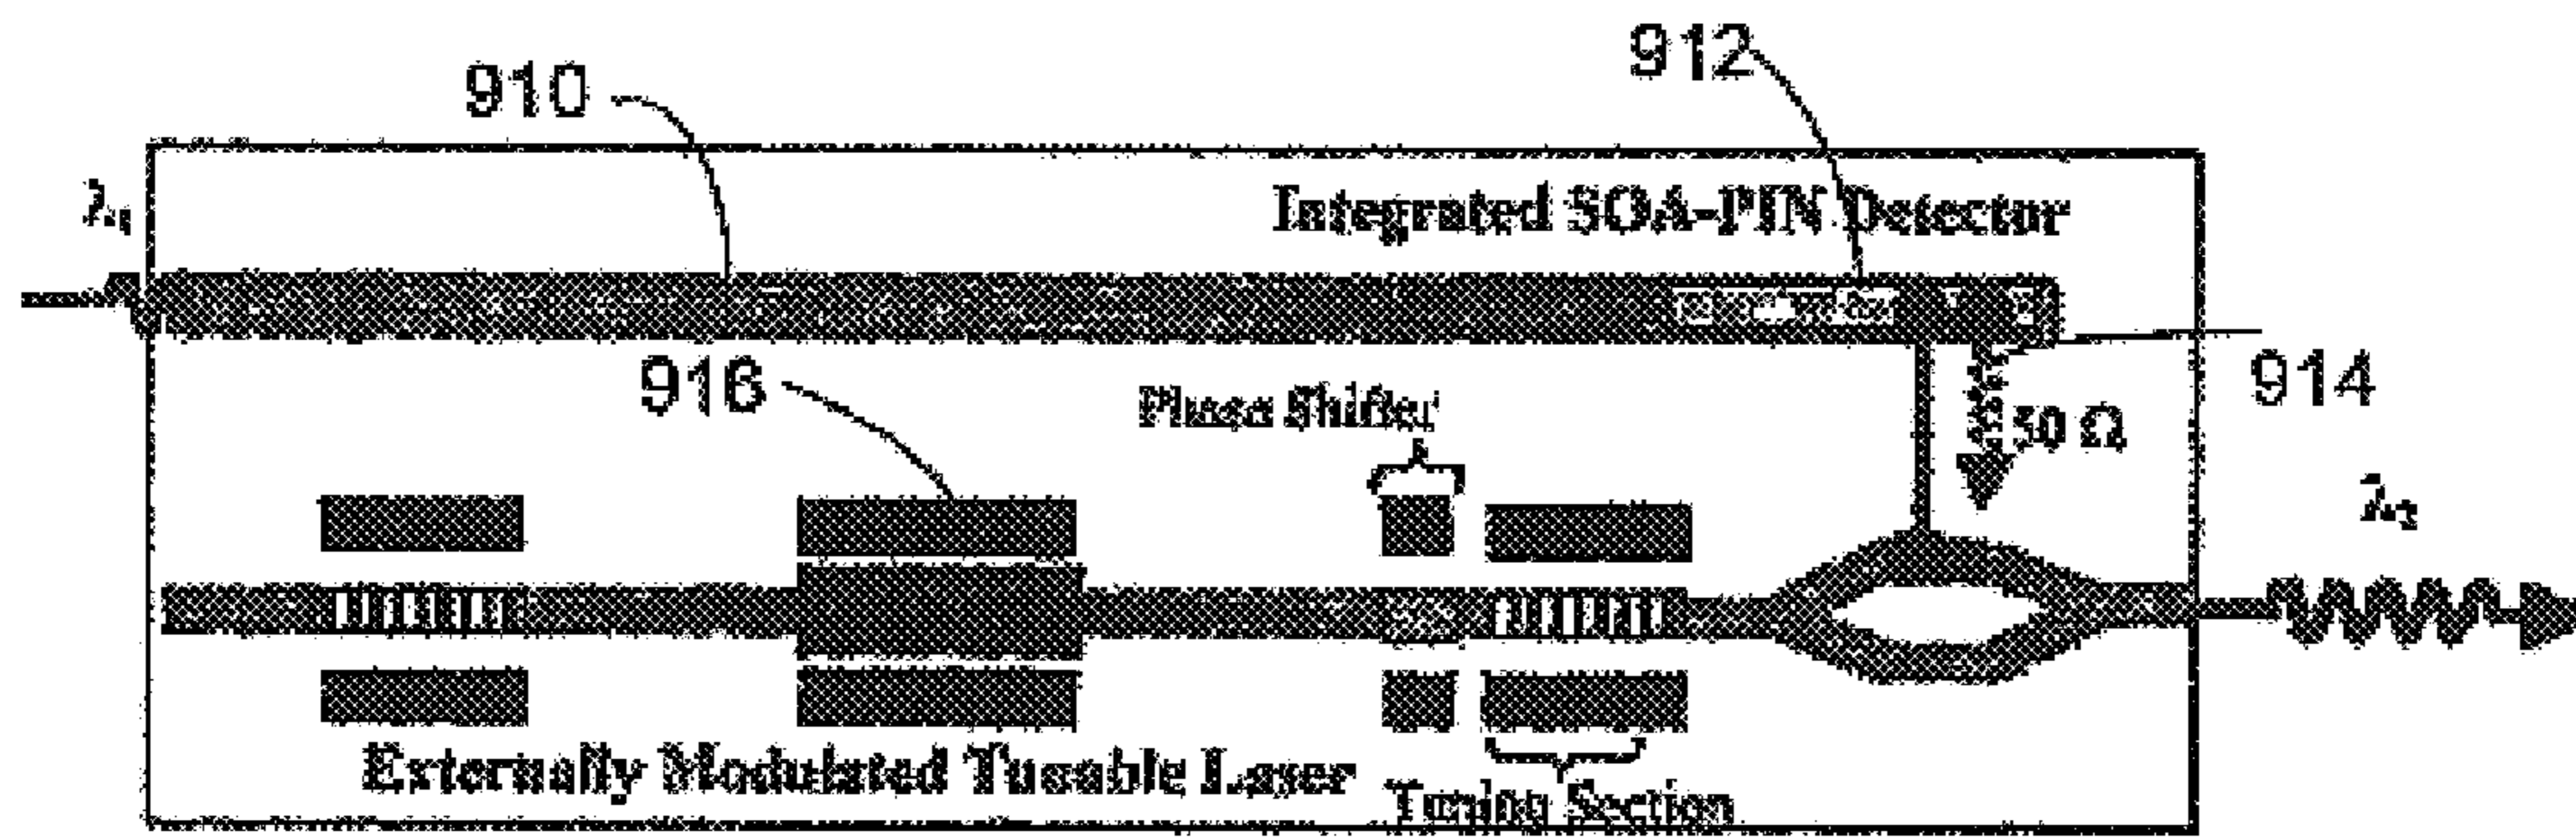 910
912
λ₁
Integrated SOA-PIN Detector
916
Phase Shifter
914
50 Ω
λ₂
Externally Modulated Tunable Laser
Tuning Section